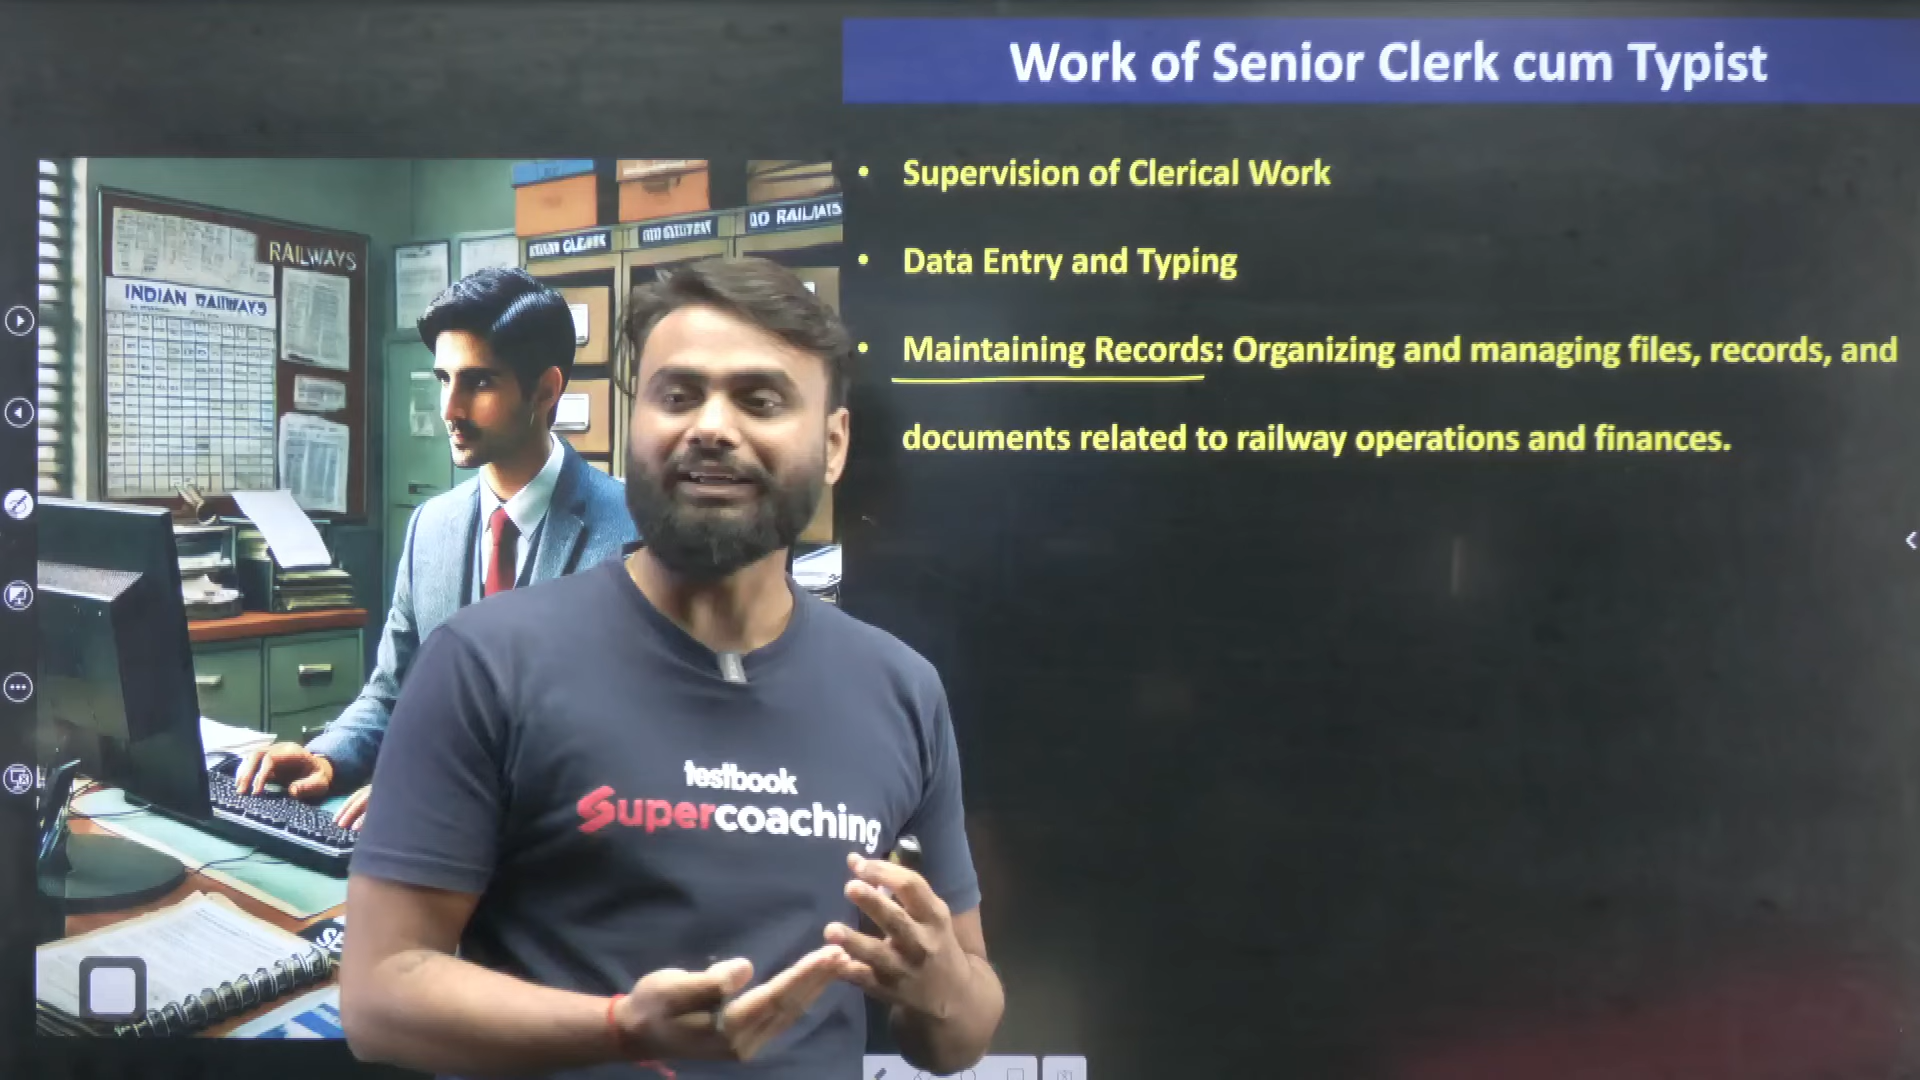 Work of Senior Clerk cum Typist
• Supervision of Clerical Work
• Data Entry and Typing
• Maintaining Records: Organizing and managing files, records, and
documents related to railway operations and finances.
RAILWAYS
INDIAN RAILWAYS
testbook
Supercoaching